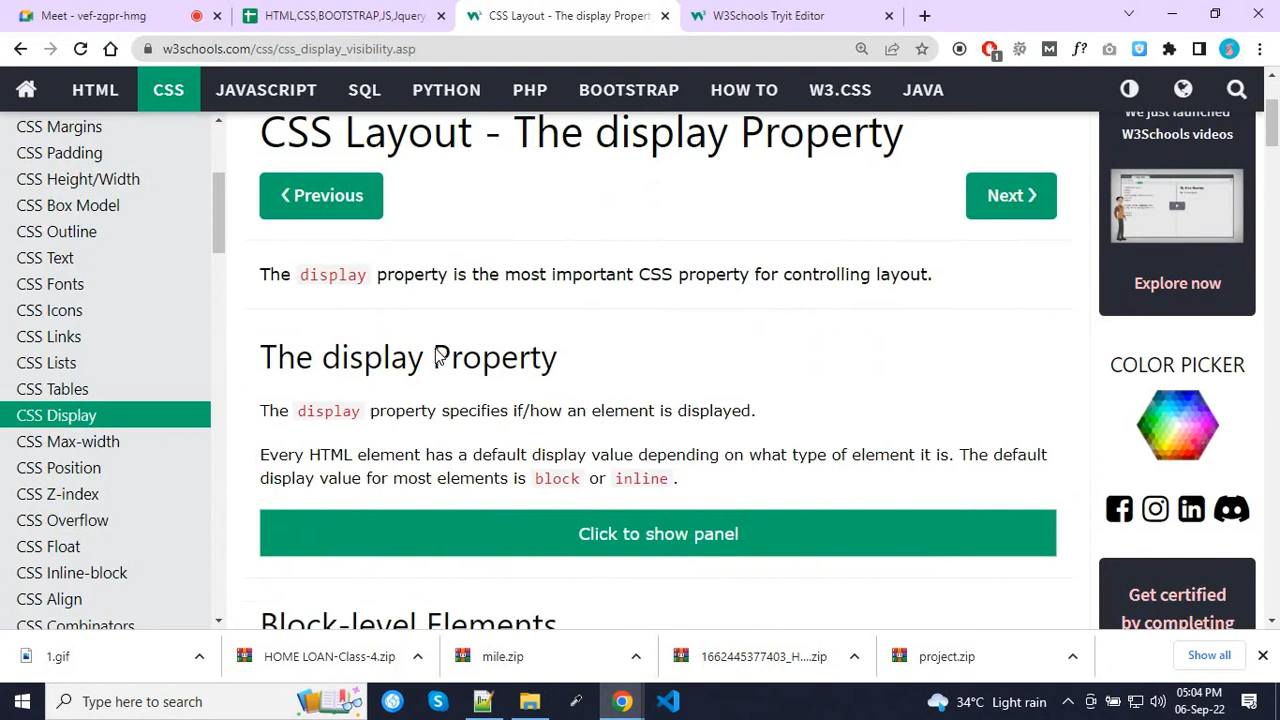 Meet - vef-zgpr-hmg
HTML,CSS,BOOTSTRAP,JS,Jquery
CSS Layout - The display Propert
W3Schools Tryit Editor
w3schools.com/css/css_display_visibility.asp
1
HTML CSS JAVASCRIPT SQL PYTHON PHP BOOTSTRAP HOW TO W3.CSS JAVA
CSS Margins
CSS Padding
CSS Height/Width
CSS Box Model
CSS Outline
CSS Text
CSS Fonts
CSS Icons
CSS Links
CSS Lists
CSS Tables
CSS Display
CSS Max-width
CSS Position
CSS Z-index
CSS Overflow
CSS Float
CSS Inline-block
CSS Align
CSS Combinators
CSS Layout - The display Property
❮ Previous
Next ❯
The display property is the most important CSS property for controlling layout.
The display Property
The display property specifies if/how an element is displayed.
Every HTML element has a default display value depending on what type of element it is. The default
display value for most elements is block or inline.
Click to show panel
Block-level Elements
We just launched
W3Schools videos
Explore now
COLOR PICKER
Get certified
by completing
1.gif
HOME LOAN-Class-4.zip
mile.zip
1662445377403_H....zip
project.zip
Show all
Type here to search
34°C Light rain
05:04 PM
06-Sep-22